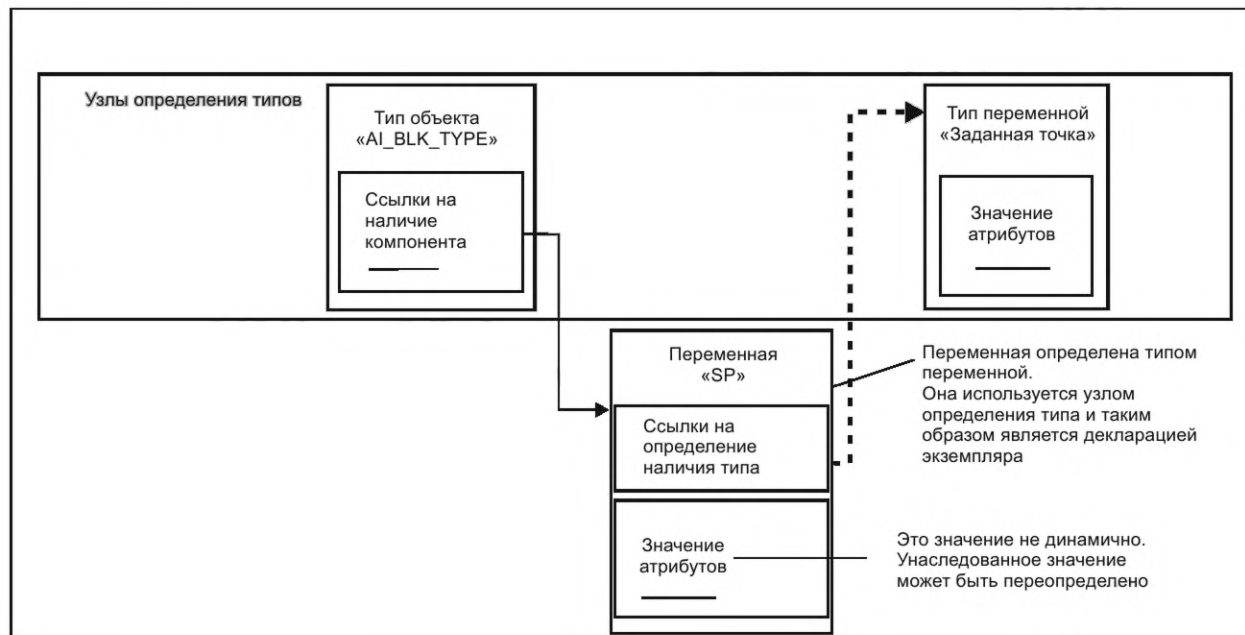 Узлы определения типов
Тип объекта
«AI_BLK_TYPE»
Ссылки на
наличие
компонента
Тип переменной
«Заданная точка»
Значение
атрибутов
Переменная
«SP»
Ссылки на
определение
наличия типа
Значение
атрибутов
Переменная определена типом
переменной.
Она используется узлом
определения типа и таким
образом является декларацией
экземпляра
Это значение не динамично.
Унаследованное значение
может быть переопределено